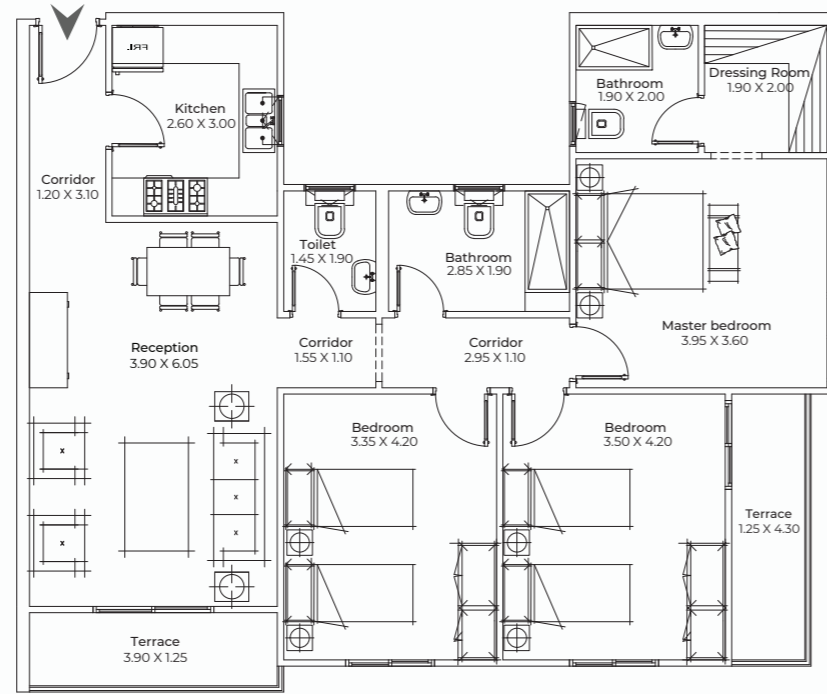 FRI.
Kitchen
2.60 X 3.00
Bathroom
1.90 X 2.00
Dressing Room
1.90 X 2.00
Corridor
1.20 X 3.10
Toilet
1.45 X 1.90
Bathroom
2.85 X 1.90
Reception
3.90 X 6.05
Corridor
1.55 X 1.10
Corridor
2.95 X 1.10
Master bedroom
3.95 X 3.60
Bedroom
3.35 X 4.20
Bedroom
3.50 X 4.20
Terrace
1.25 X 4.30
Terrace
3.90 X 1.25